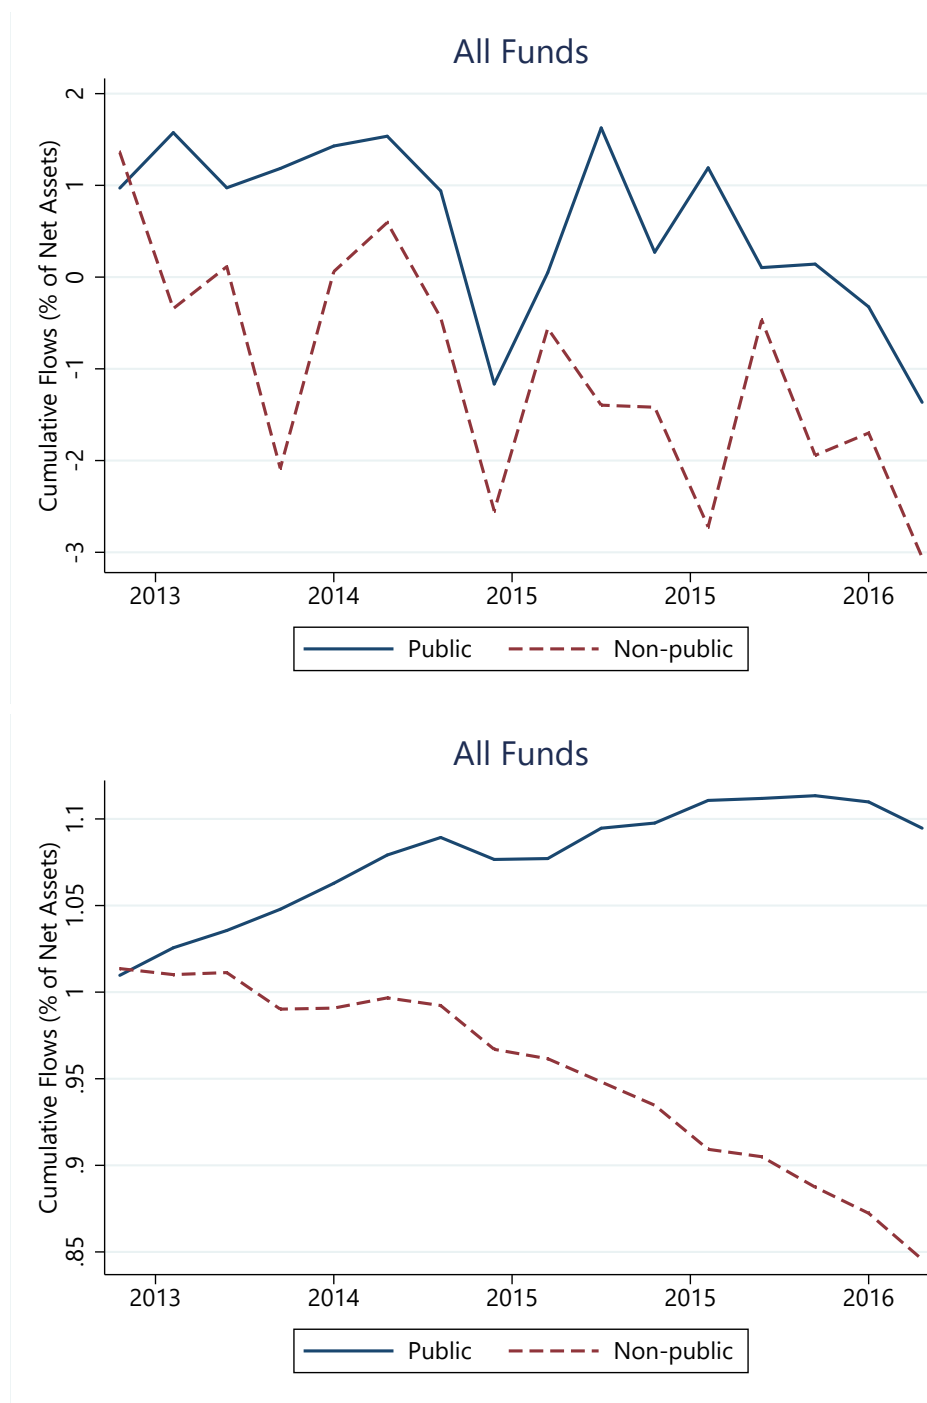 All Funds
Cumulative Flows (% of Net Assets)
2
1
0
-1
-2
-3
2013 2014 2015 2015 2016
Public Non-public
All Funds
Cumulative Flows (% of Net Assets)
1.1
1.05
1
.95
.9
.85
2013 2014 2015 2015 2016
Public Non-public